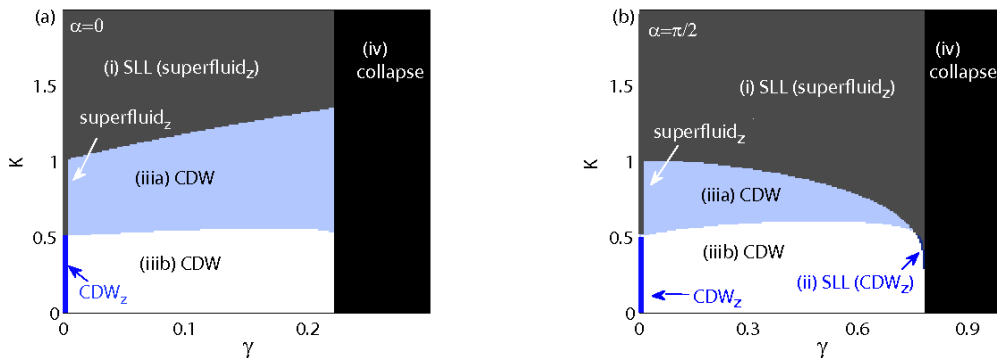 (a)
α=0
(i) SLL (superfluid_z)
(iv)
collapse
superfluid_z
(iiia) CDW
(iiib) CDW
CDW_z
K
1.5
1
0.5
0
0
0.1
0.2
γ
(b)
α=π/2
(i) SLL (superfluid_z)
(iv)
collapse
superfluid_z
(iiia) CDW
(iiib) CDW
(ii) SLL (CDW_z)
CDW_z
K
1.5
1
0.5
0
0
0.3
0.6
0.9
γ